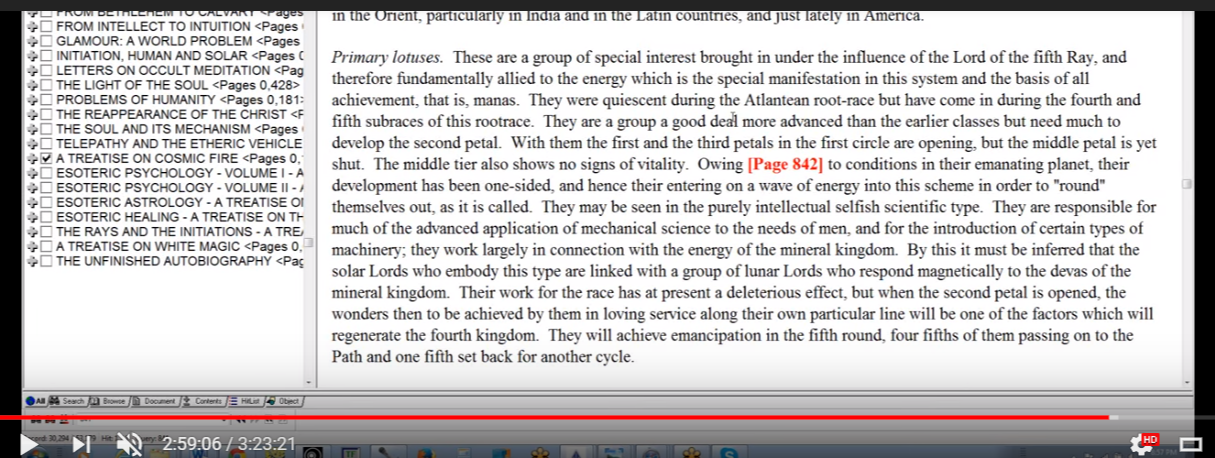 FROM BETHLEHEM TO CALVARY <Pages
FROM INTELLECT TO INTUITION <Pages
GLAMOUR: A WORLD PROBLEM <Pages
INITIATION, HUMAN AND SOLAR <Pages 0
LETTERS ON OCCULT MEDITATION <Pag
THE LIGHT OF THE SOUL <Pages 0,428>
PROBLEMS OF HUMANITY <Pages 0,181>
THE REAPPEARANCE OF THE CHRIST <F
THE SOUL AND ITS MECHANISM <Pages
TELEPATHY AND THE ETHERIC VEHICLE
A TREATISE ON COSMIC FIRE <Pages 0,
ESOTERIC PSYCHOLOGY - VOLUME I - A
ESOTERIC PSYCHOLOGY - VOLUME II - A
ESOTERIC ASTROLOGY - A TREATISE O
ESOTERIC HEALING - A TREATISE ON TH
THE RAYS AND THE INITIATIONS - A TREA
A TREATISE ON WHITE MAGIC <Pages 0,
THE UNFINISHED AUTOBIOGRAPHY <Pag
in the Orient, particularly in India and in the Latin countries, and just lately in America.
Primary lotuses. These are a group of special interest brought in under the influence of the Lord of the fifth Ray, and
therefore fundamentally allied to the energy which is the special manifestation in this system and the basis of all
achievement, that is, manas. They were quiescent during the Atlantean root-race but have come in during the fourth and
fifth subraces of this rootrace. They are a group a good deal more advanced than the earlier classes but need much to
develop the second petal. With them the first and the third petals in the first circle are opening, but the middle petal is yet
shut. The middle tier also shows no signs of vitality. Owing [Page 842] to conditions in their emanating planet, their
development has been one-sided, and hence their entering on a wave of energy into this scheme in order to "round"
themselves out, as it is called. They may be seen in the purely intellectual selfish scientific type. They are responsible for
much of the advanced application of mechanical science to the needs of men, and for the introduction of certain types of
machinery; they work largely in connection with the energy of the mineral kingdom. By this it must be inferred that the
solar Lords who embody this type are linked with a group of lunar Lords who respond magnetically to the devas of the
mineral kingdom. Their work for the race has at present a deleterious effect, but when the second petal is opened, the
wonders then to be achieved by them in loving service along their own particular line will be one of the factors which will
regenerate the fourth kingdom. They will achieve emancipation in the fifth round, four fifths of them passing on to the
Path and one fifth set back for another cycle.
All Search Browse Document Contents HitList Object
2:59:06 / 3:23:21 HD